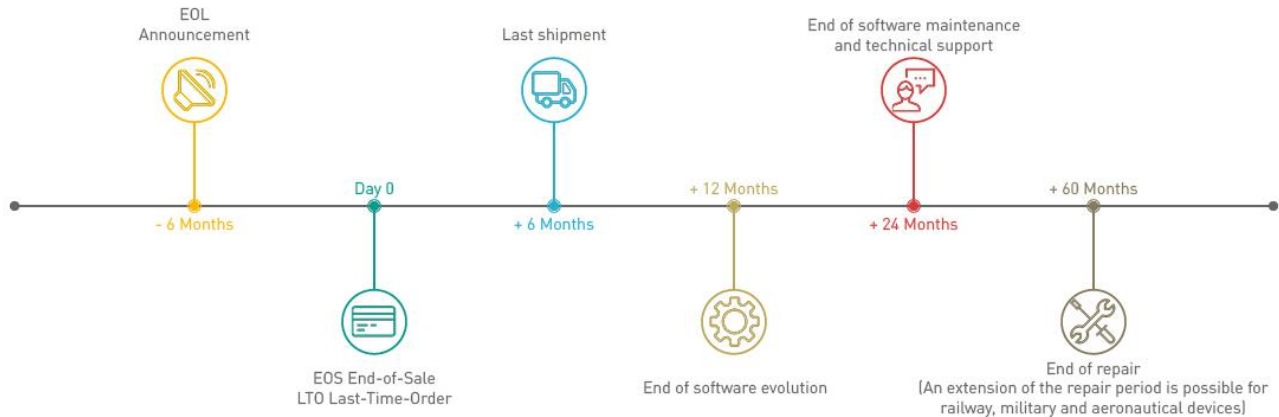 EOL
Announcement
- 6 Months
Day 0
EOS End-of-Sale
LTO Last-Time-Order
Last shipment
+ 6 Months
+ 12 Months
End of software evolution
End of software maintenance
and technical support
+ 24 Months
+ 60 Months
End of repair
(An extension of the repair period is possible for
railway, military and aeronautical devices)